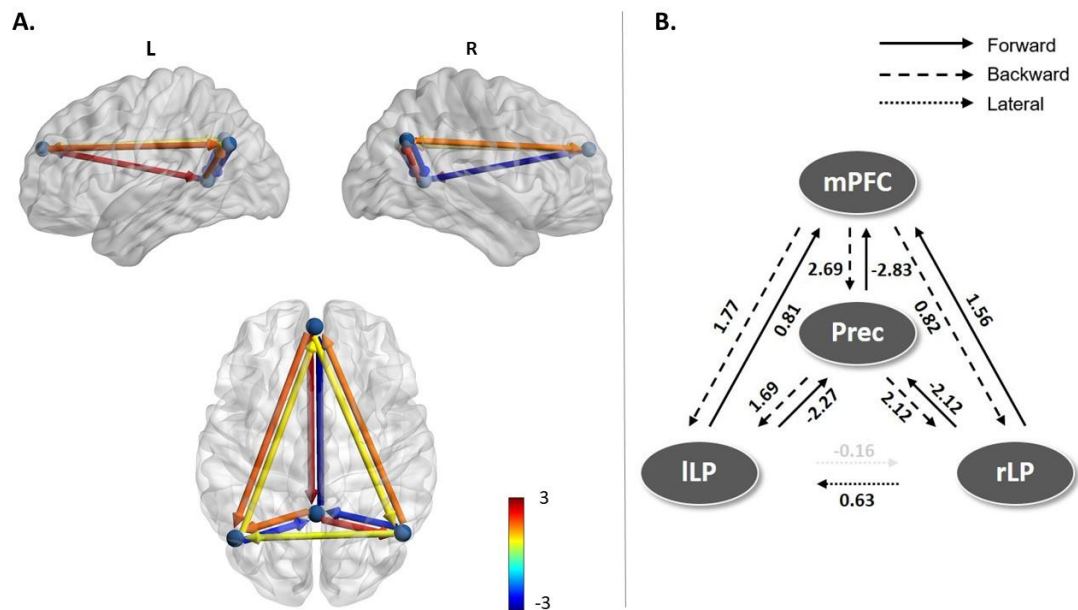 A.
L
R
3
-3
B.
Forward
Backward
Lateral
mPFC
2.69
-2.83
1.77
0.81
0.82
1.56
Prec
1.69
-2.27
2.12
-2.12
lLP
-0.16
rLP
0.63